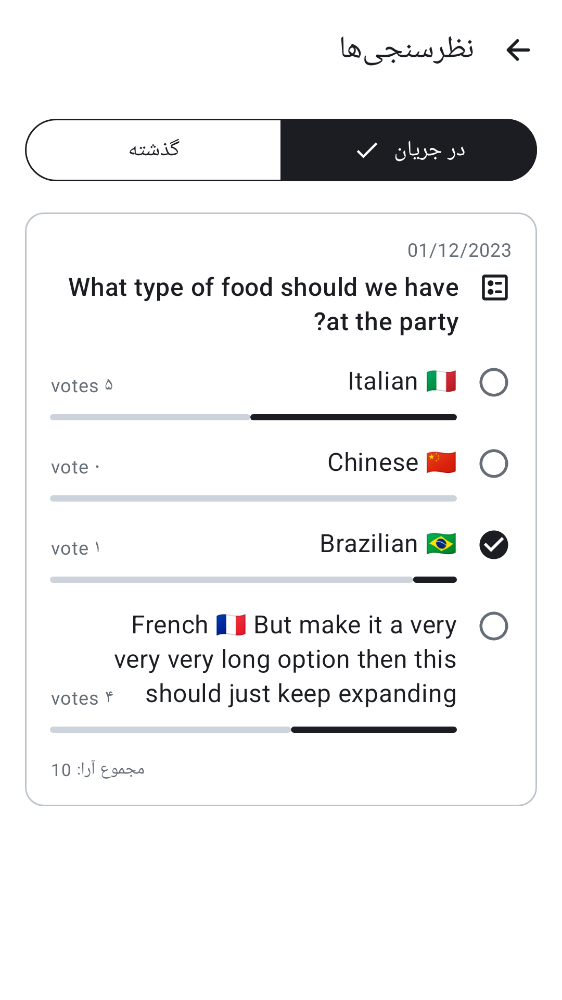 نظرسنجی‌ها
در جریان
گذشته
01/12/2023
What type of food should we have
at the party?
Italian 🇮🇹
۵ votes
Chinese 🇨🇳
۰ vote
Brazilian 🇧🇷
۱ vote
French 🇫🇷 But make it a very
very very long option then this
should just keep expanding
۴ votes
مجموع آرا: 10